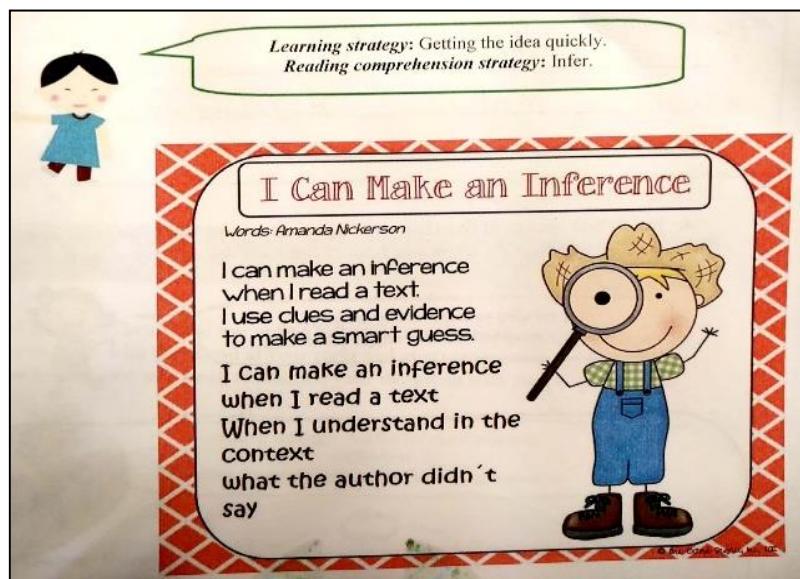 Learning strategy: Getting the idea quickly.
Reading comprehension strategy: Infer.
I Can Make an Inference
Words: Amanda Nickerson
I can make an inference
when I read a text.
I use clues and evidence
to make a smart guess.
I can make an inference
when I read a text
When I understand in the
context
what the author didn´t
say